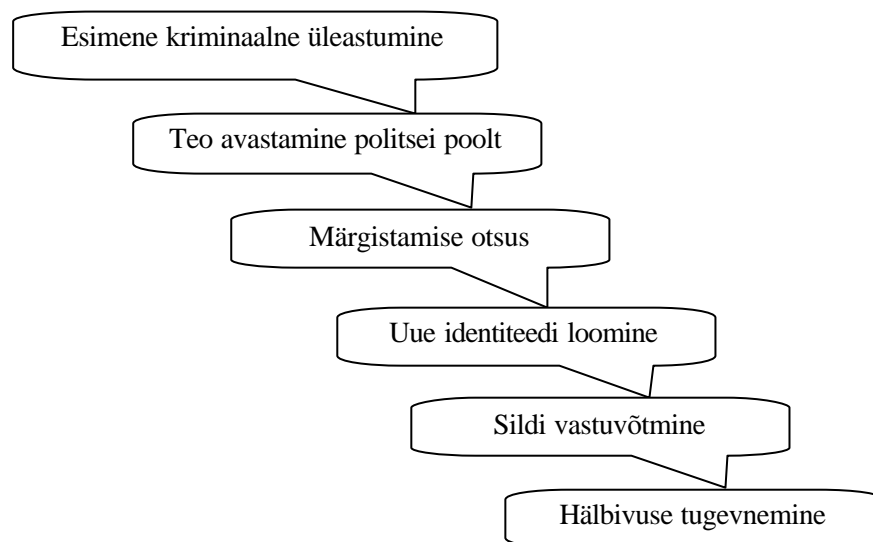 Esimene kriminaalne üleastumine
Teo avastamine politsei poolt
Märgistamise otsus
Uue identiteedi loomine
Sildi vastuvõtmine
Hälbivuse tugevnemine